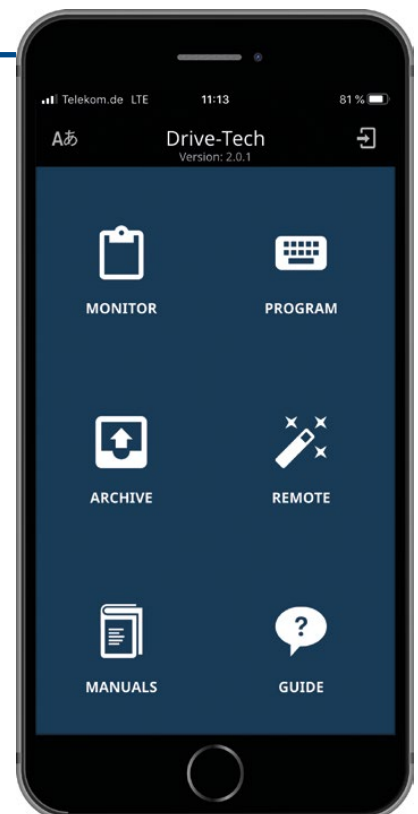 Telekom.de LTE 11:13 81 %
Aあ Drive-Tech
Version: 2.0.1
MONITOR PROGRAM
ARCHIVE REMOTE
MANUALS GUIDE